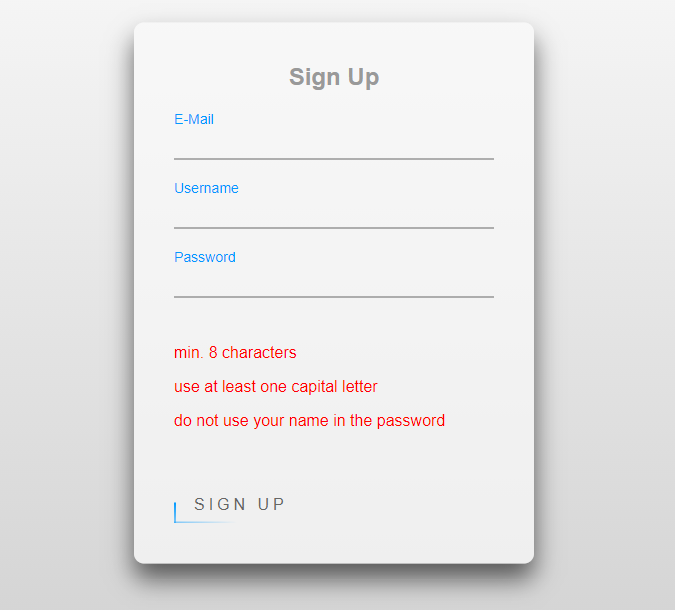 Sign Up
E-Mail
Username
Password
min. 8 characters
use at least one capital letter
do not use your name in the password
SIGN UP